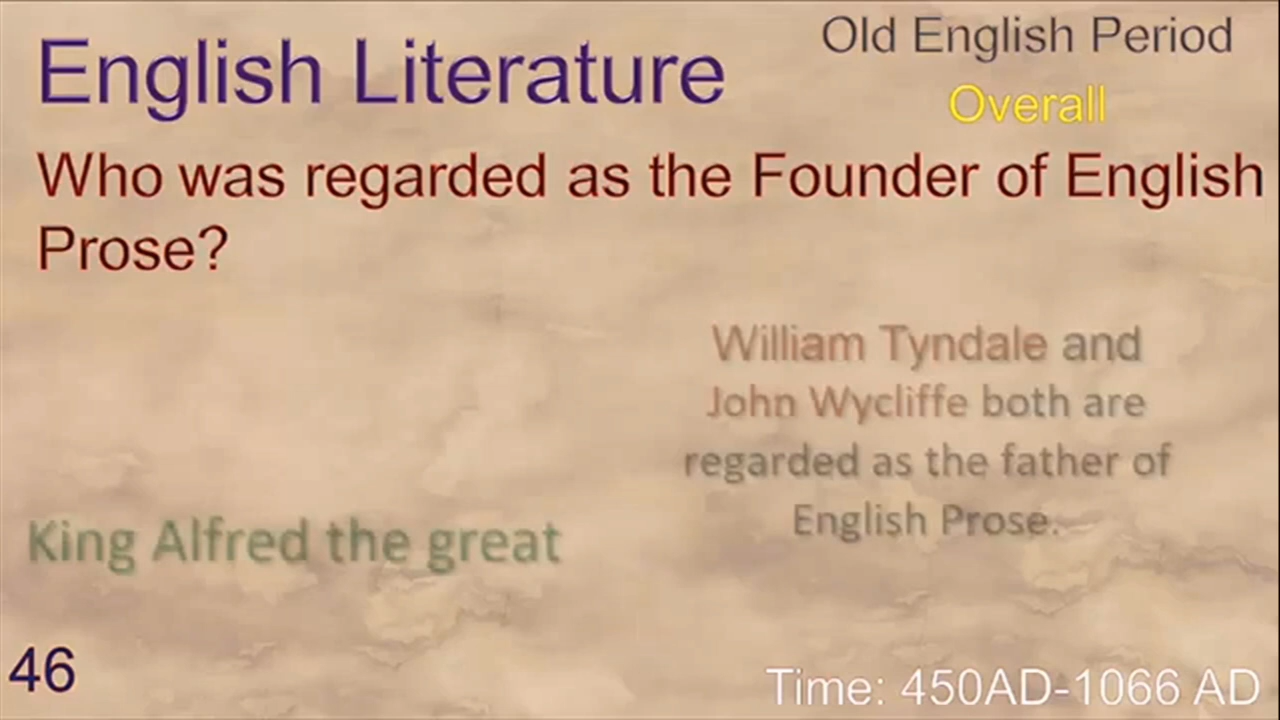 English Literature
Old English Period
Overall
Who was regarded as the Founder of English
Prose?
William Tyndale and
John Wycliffe both are
regarded as the father of
English Prose.
King Alfred the great
46
Time: 450AD-1066 AD